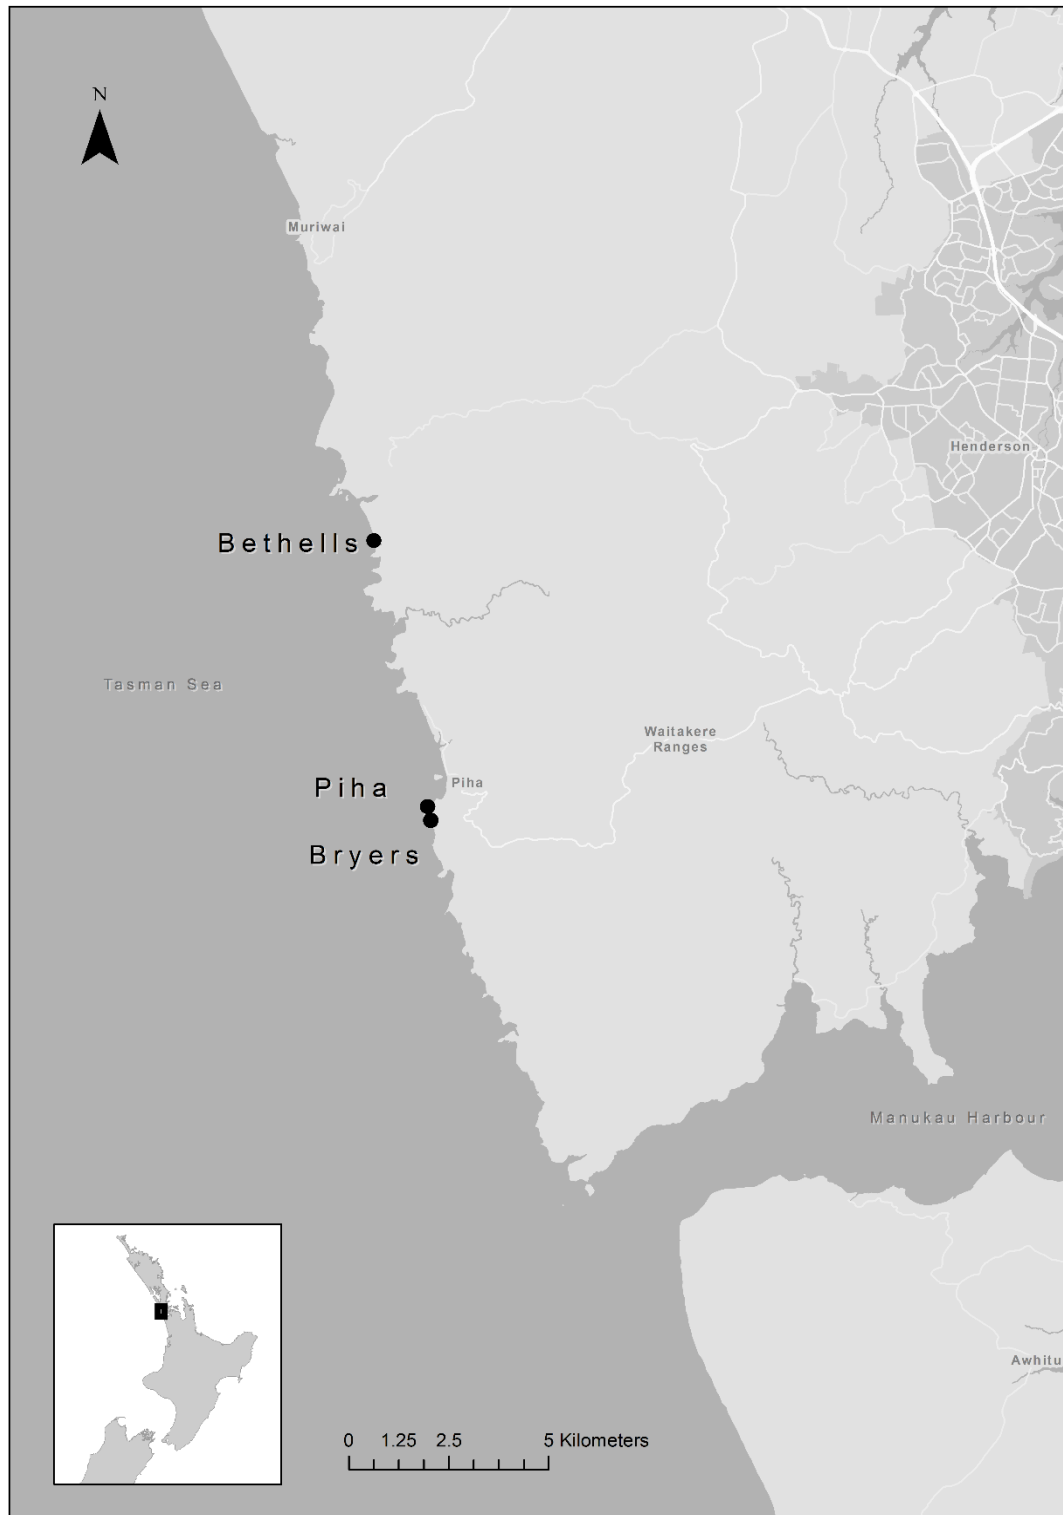 N
Muriwai
Henderson
Bethells
Tasman Sea
Waitakere
Ranges
Piha
Piha
Bryers
Manukau Harbour
Awhitu
0 1.25 2.5 5 Kilometers